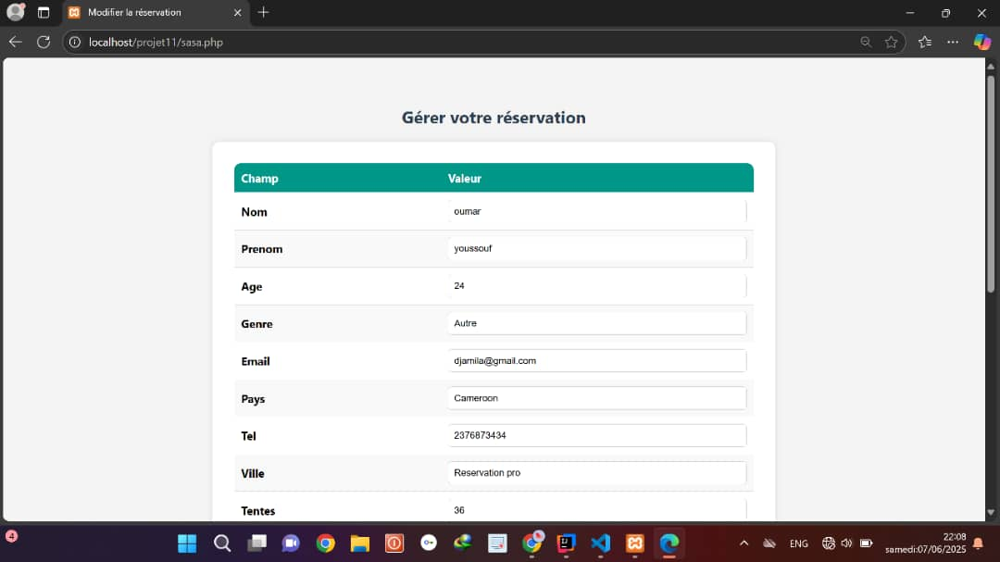 Modifier la réservation
localhost/projet11/sasa.php
Gérer votre réservation
Champ Valeur
Nom oumar
Prenom youssouf
Age 24
Genre Autre
Email djamila@gmail.com
Pays Cameroon
Tel 2376873434
Ville Reservation pro
Tentes 36
4
ENG
22:08
samedi:07/06/2025